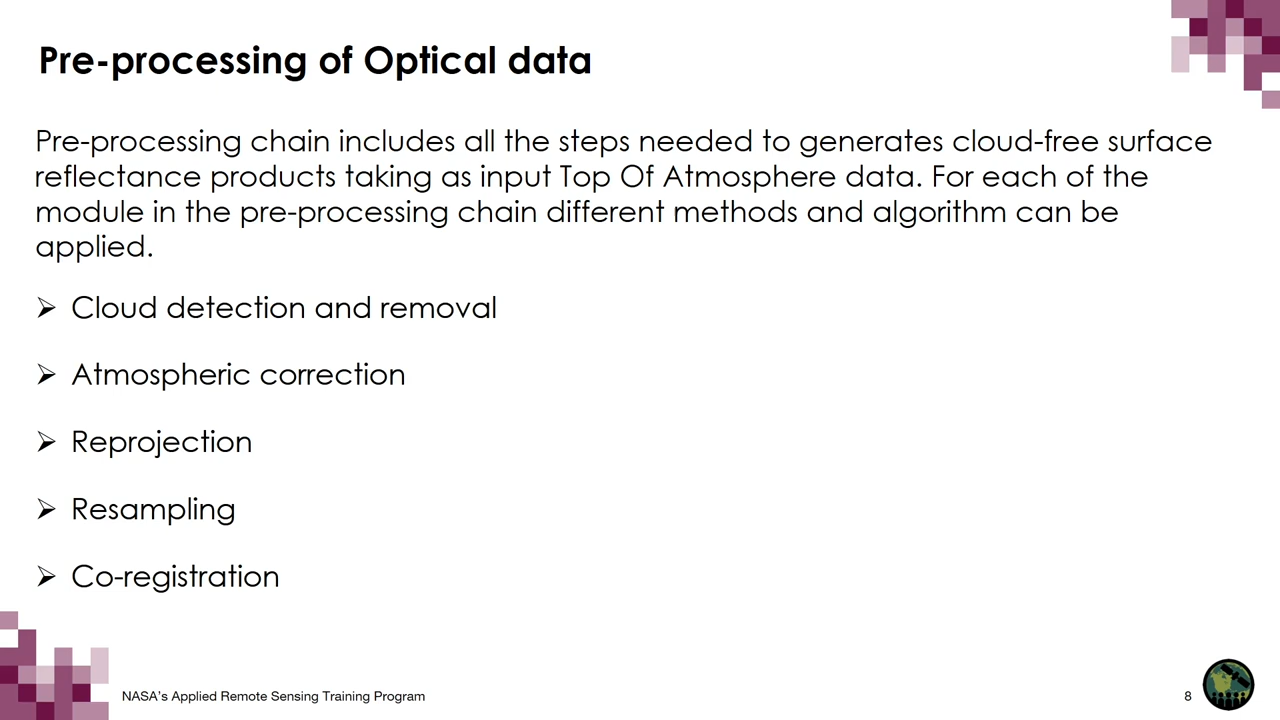 Pre-processing of Optical data
Pre-processing chain includes all the steps needed to generates cloud-free surface
reflectance products taking as input Top Of Atmosphere data. For each of the
module in the pre-processing chain different methods and algorithm can be
applied.
➢ Cloud detection and removal
➢ Atmospheric correction
➢ Reprojection
➢ Resampling
➢ Co-registration
NASA's Applied Remote Sensing Training Program
8